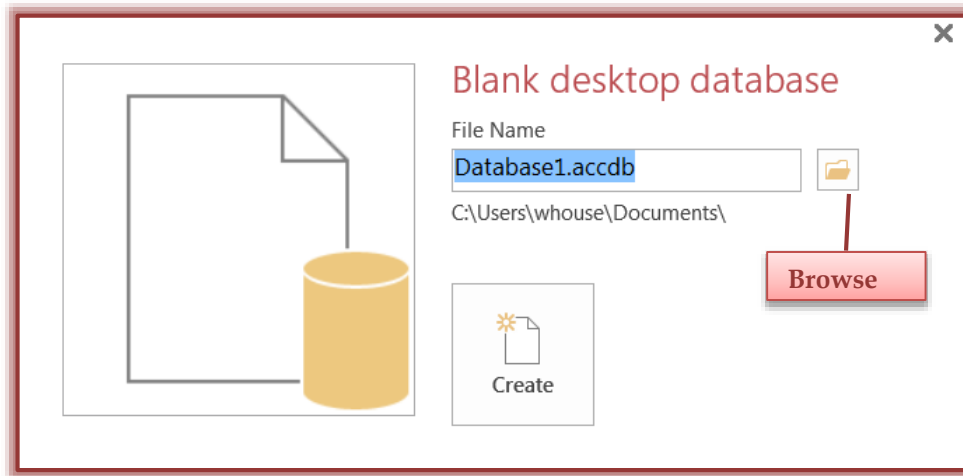 Blank desktop database
File Name
Database1.accdb
C:\Users\whouse\Documents\
Browse
Create